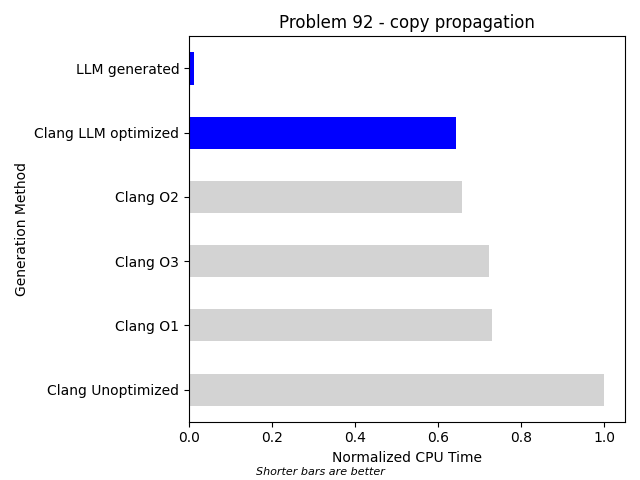 Problem 92 - copy propagation
Generation Method
LLM generated
Clang LLM optimized
Clang O2
Clang O3
Clang O1
Clang Unoptimized
0.0 0.2 0.4 0.6 0.8 1.0
Normalized CPU Time
Shorter bars are better